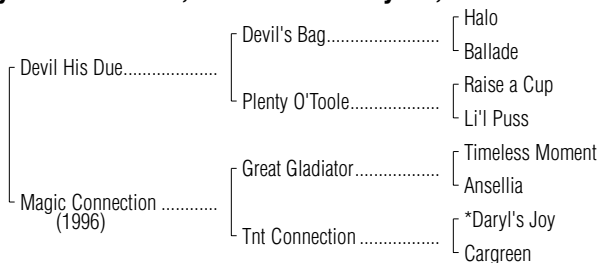 Halo
Devil's Bag....................
Ballade
Devil His Due...................
Raise a Cup
Plenty O'Toole..................
Li'l Puss
Timeless Moment
Great Gladiator.................
Ansellia
Magic Connection ...........
(1996)
*Daryl's Joy
Tnt Connection ................
Cargreen